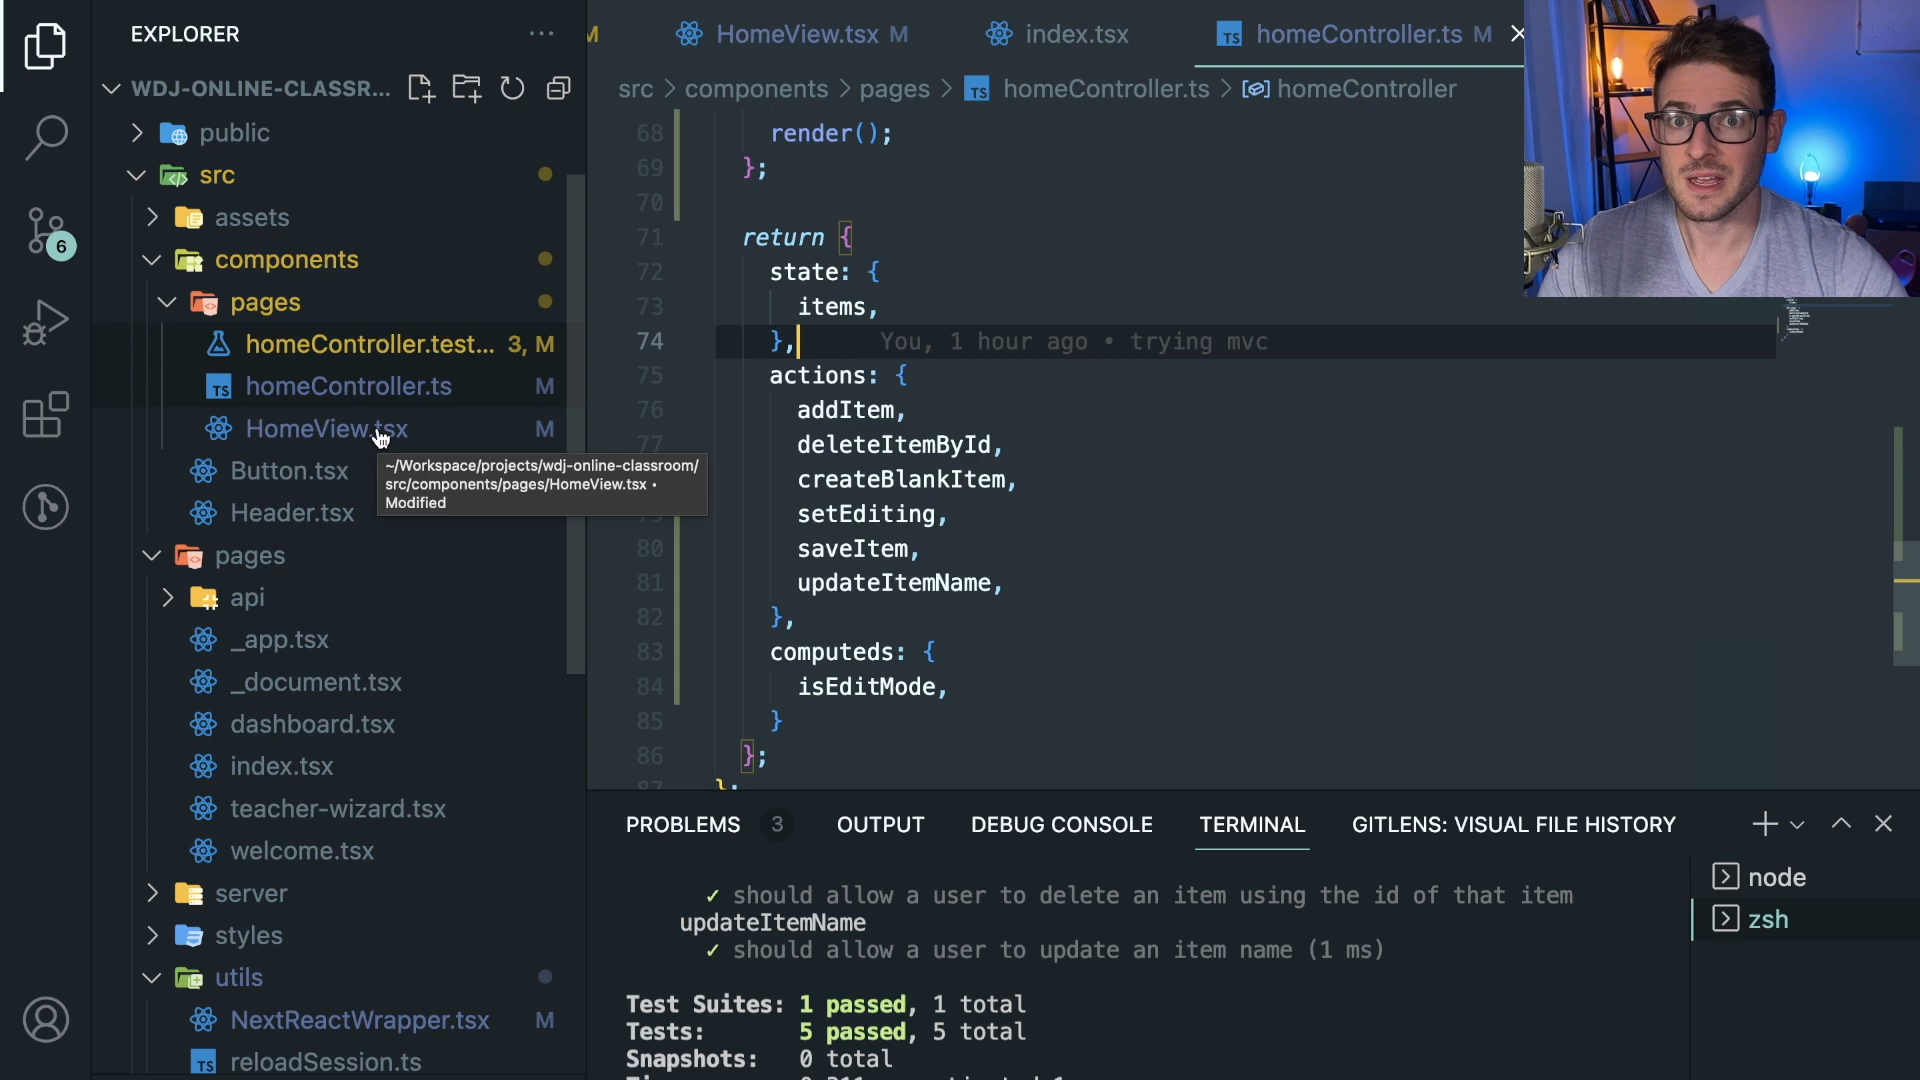 EXPLORER
WDJ-ONLINE-CLASSR...
public
src
assets
components
pages
homeController.test... 3, M
homeController.ts M
HomeView.tsx M
~/Workspace/projects/wdj-online-classroom/
src/components/pages/HomeView.tsx •
Modified
Button.tsx
Header.tsx
pages
api
_app.tsx
_document.tsx
dashboard.tsx
index.tsx
teacher-wizard.tsx
welcome.tsx
server
styles
utils
NextReactWrapper.tsx M
reloadSession.ts
6
M
HomeView.tsx M
index.tsx
TS homeController.ts M
src > components > pages > TS homeController.ts > homeController
68 render();
69 };
70
71 return {
72 state: {
73 items,
74 }, You, 1 hour ago • trying mvc
75 actions: {
76 addItem,
77 deleteItemById,
createBlankItem,
setEditing,
80 saveItem,
81 updateItemName,
82 },
83 computeds: {
84 isEditMode,
85 }
86 };
87 };
PROBLEMS 3 OUTPUT DEBUG CONSOLE TERMINAL GITLENS: VISUAL FILE HISTORY
✓ should allow a user to delete an item using the id of that item
updateItemName
✓ should allow a user to update an item name (1 ms)
Test Suites: 1 passed, 1 total
Tests: 5 passed, 5 total
Snapshots: 0 total
node
zsh